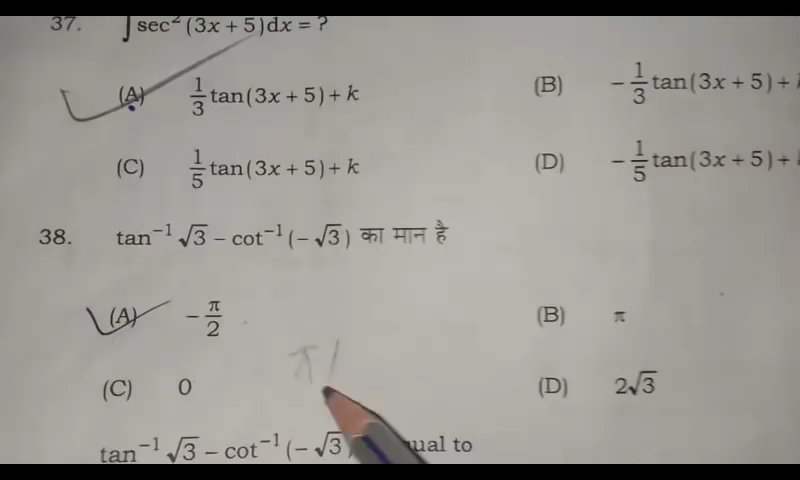 37. ∫ sec² (3x + 5) dx = ?
(A) 1/3 tan(3x + 5) + k (B) − 1/3 tan(3x + 5) +
(C) 1/5 tan(3x + 5) + k (D) − 1/5 tan(3x + 5) +
38. tan⁻¹ √3 − cot⁻¹ (− √3) का मान है
(A) − π/2 (B) π
(C) 0 (D) 2√3
π/
tan⁻¹ √3 − cot⁻¹ (− √3) to